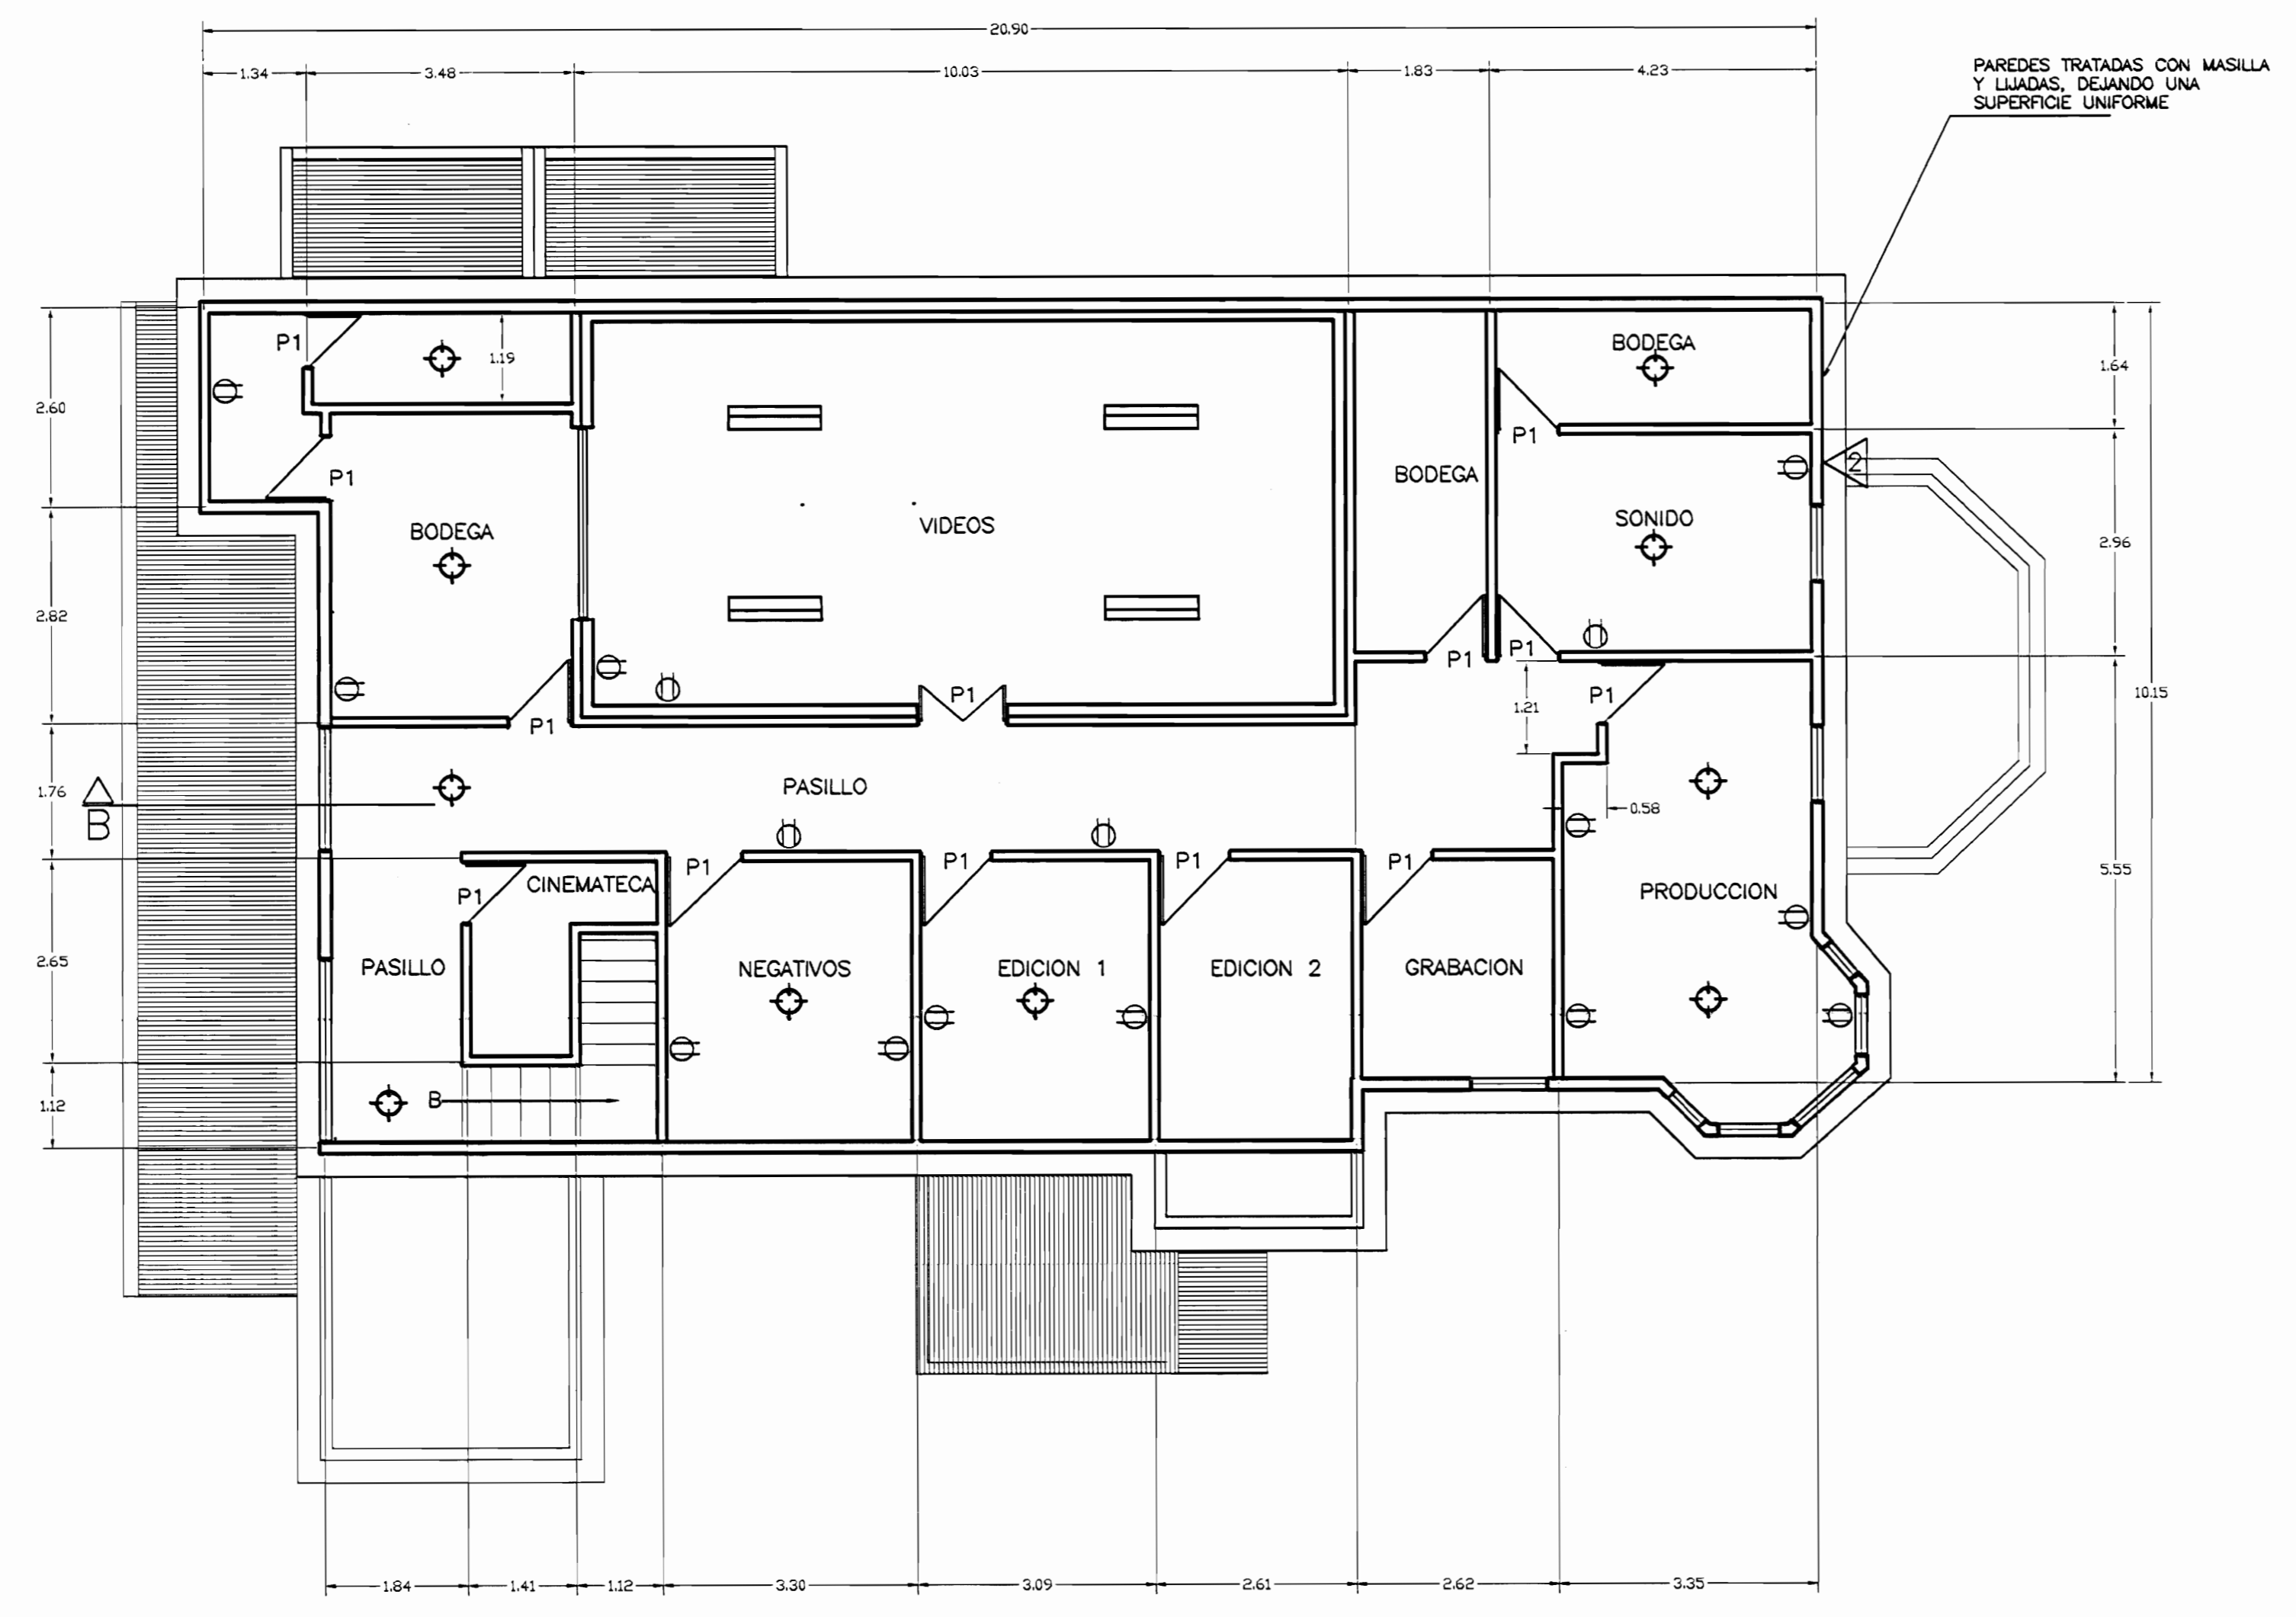 20.90
1.34
3.48
10.03
1.83
4.23
PAREDES TRATADAS CON MASILLA
Y LIJADAS, DEJANDO UNA
SUPERFICIE UNIFORME
P1
1.19
BODEGA
1.64
2.60
P1
P1
2
BODEGA
BODEGA
VIDEOS
SONIDO
2.96
2.82
P1
P1
P1
P1
P1
1.21
10.15
1.76
B
PASILLO
0.58
P1
P1
P1
P1
P1
CINEMATECA
PRODUCCION
5.55
2.65
PASILLO
NEGATIVOS
EDICION 1
EDICION 2
GRABACION
1.12
B
1.84
1.41
1.12
3.30
3.09
2.61
2.62
3.35